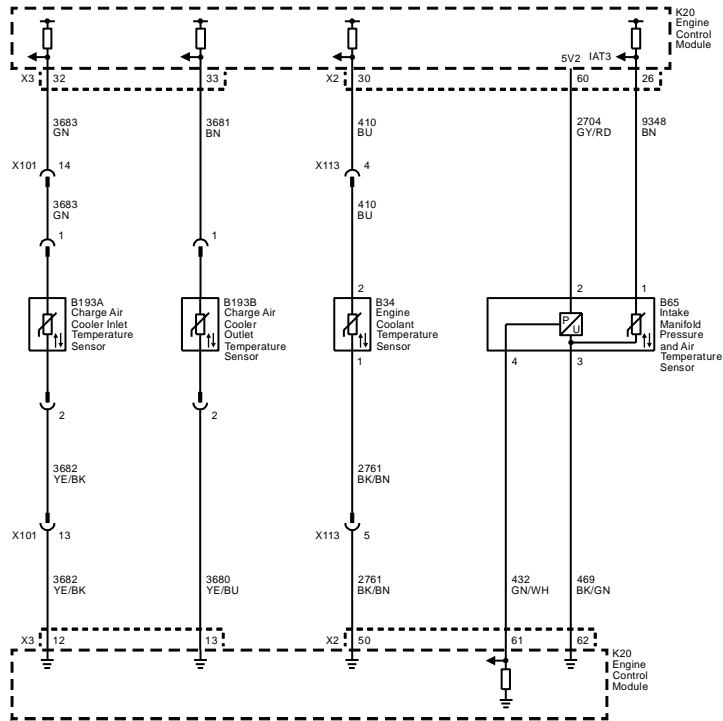 K20
Engine
Control
Module
5V2
IAT3
X3 32 33 X2 30 60 26
3683
GN
3681
BN
410
BU
2704
GY/RD
9348
BN
X101 14 X113 4
3683
GN
410
BU
1 1
2 2 1
B193A
Charge Air
Cooler Inlet
Temperature
Sensor
B193B
Charge Air
Cooler
Outlet
Temperature
Sensor
B34
Engine
Coolant
Temperature
Sensor
P
U
B65
Intake
Manifold
Pressure
and Air
Temperature
Sensor
1 4 3
2 2
3682
YE/BK
2761
BK/BN
X101 13 X113 5
3682
YE/BK
3680
YE/BU
2761
BK/BN
432
GN/WH
469
BK/GN
X3 12 13 X2 50 61 62
K20
Engine
Control
Module